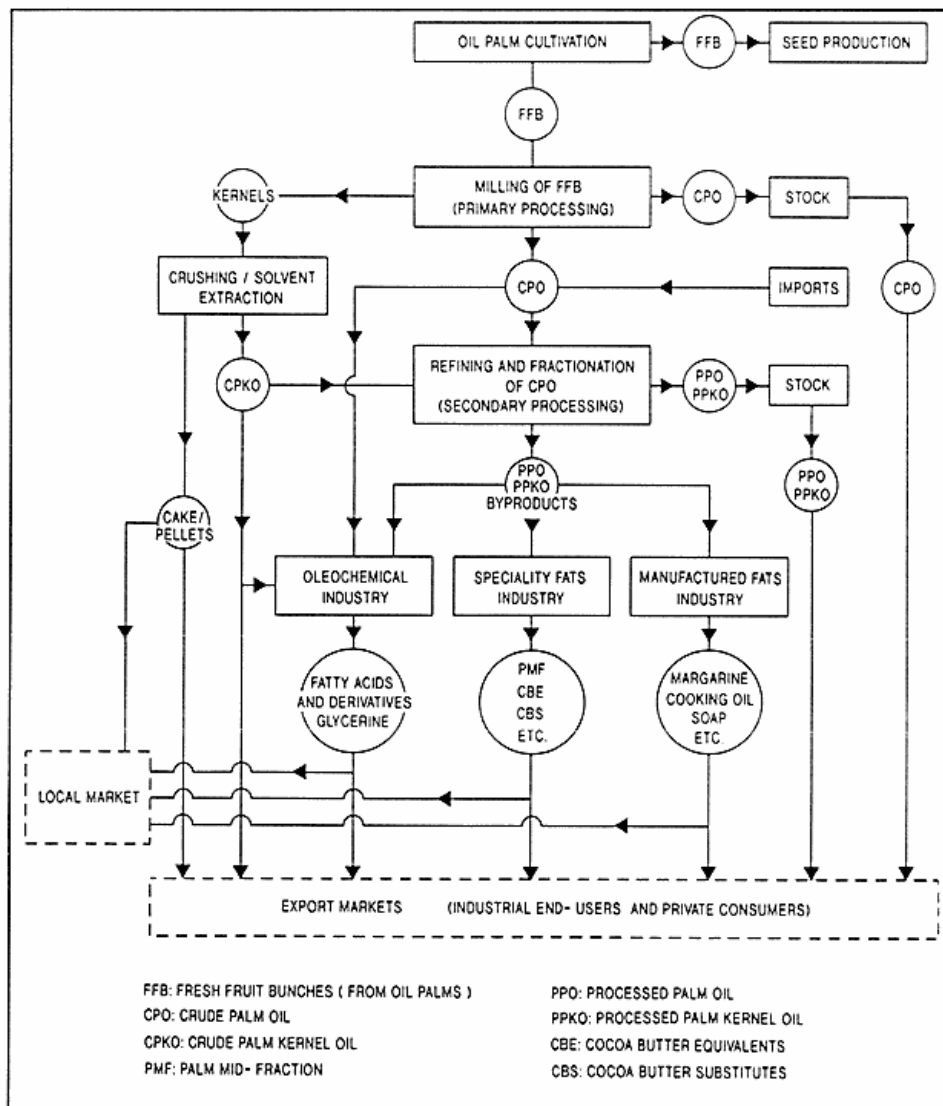 OIL PALM CULTIVATION
FFB
SEED PRODUCTION
FFB
KERNELS
MILLING OF FFB
(PRIMARY PROCESSING)
CPO
STOCK
CRUSHING / SOLVENT
EXTRACTION
CPO
IMPORTS
CPO
CPKO
REFINING AND FRACTIONATION
OF CPO
(SECONDARY PROCESSING)
PPO
PPKO
STOCK
PPO
PPKO
BYPRODUCTS
PPO
PPKO
CAKE/
PELLETS
OLEOCHEMICAL
INDUSTRY
SPECIALITY FATS
INDUSTRY
MANUFACTURED FATS
INDUSTRY
FATTY ACIDS
AND DERIVATIVES
GLYCERINE
PMF
CBE
CBS
ETC.
MARGARINE
COOKING OIL
SOAP
ETC.
LOCAL MARKET
EXPORT MARKETS (INDUSTRIAL END- USERS AND PRIVATE CONSUMERS)
FFB: FRESH FRUIT BUNCHES ( FROM OIL PALMS )
CPO: CRUDE PALM OIL
CPKO: CRUDE PALM KERNEL OIL
PMF: PALM MID- FRACTION
PPO: PROCESSED PALM OIL
PPKO: PROCESSED PALM KERNEL OIL
CBE: COCOA BUTTER EQUIVALENTS
CBS: COCOA BUTTER SUBSTITUTES